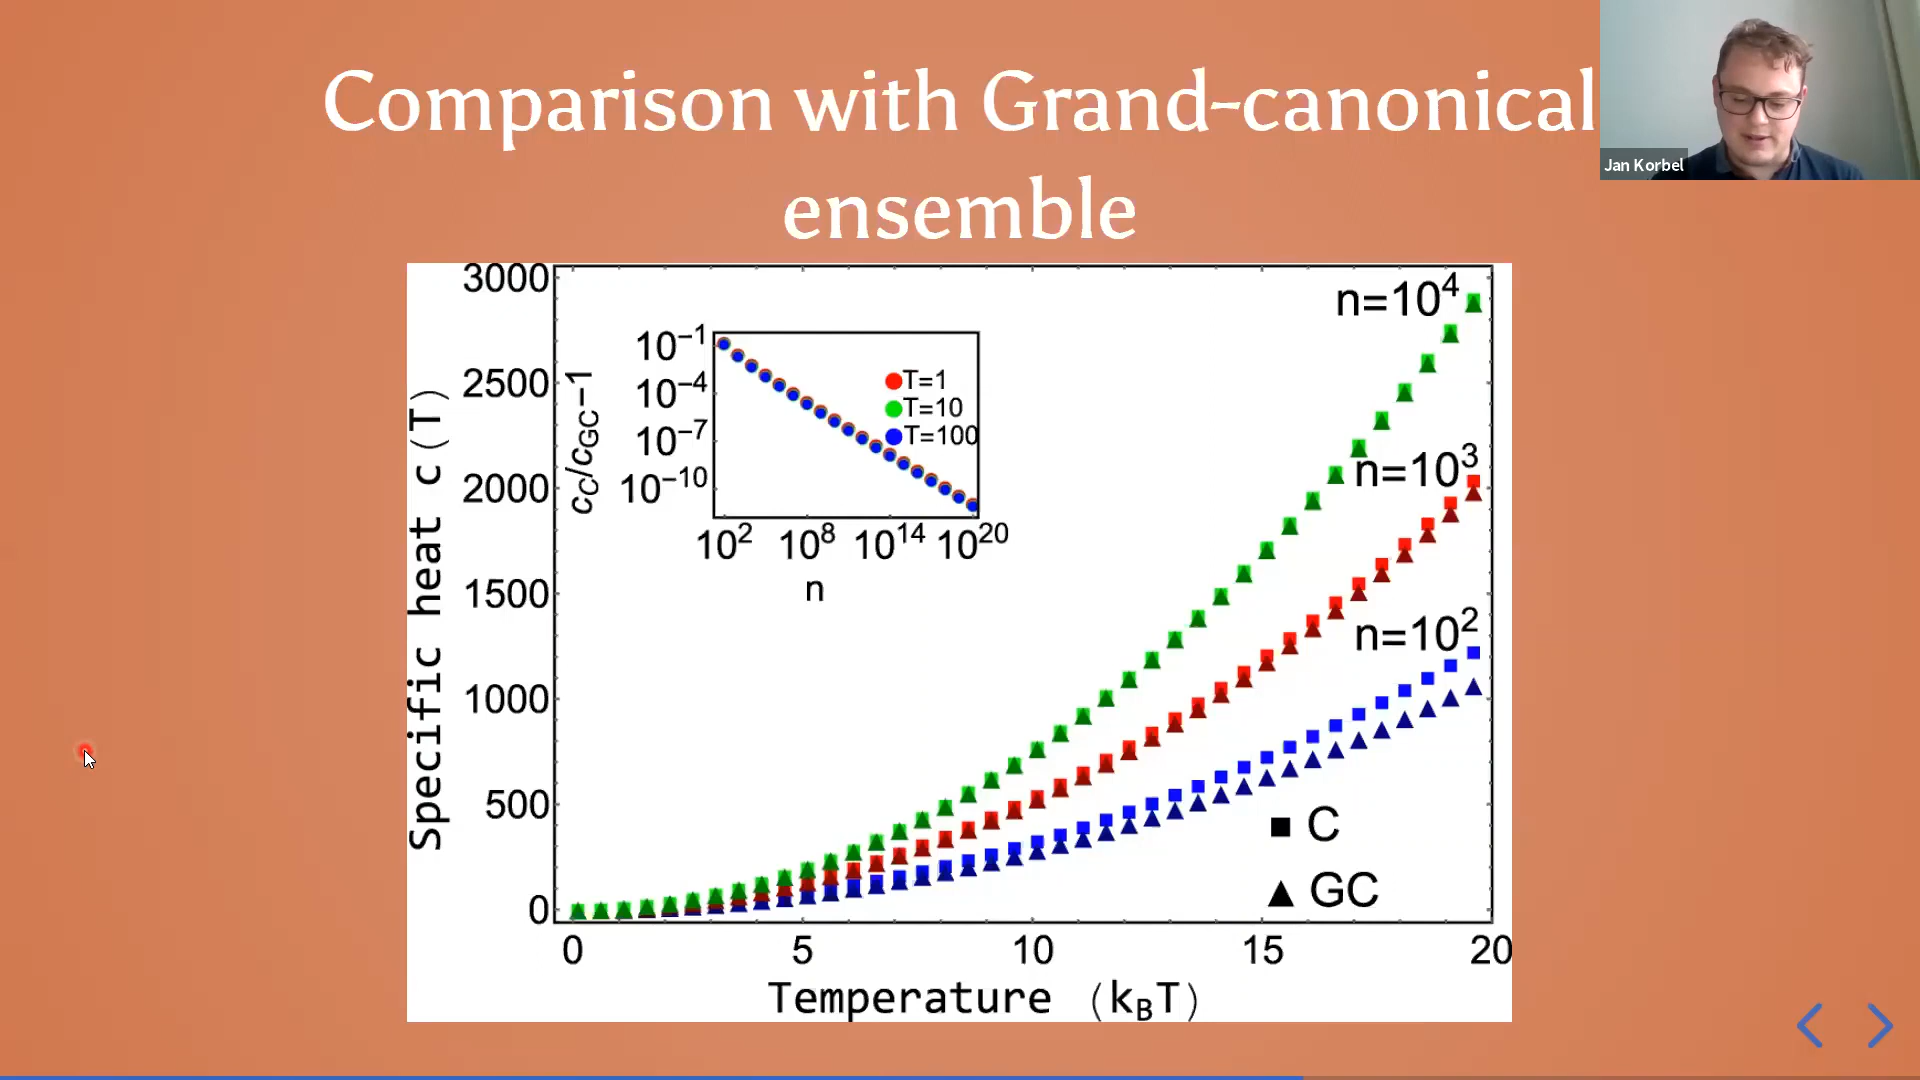 Comparison with Grand-canonical
ensemble
Jan Korbel
3000
2500
2000
1500
1000
500
0
Specific heat c(T)
0 5 10 15 20
Temperature (k_BT)
n=10^4
n=10^3
n=10^2
■ C
▲ GC
10^−1
10^−4
10^−7
10^−10
c_C/c_GC−1
T=1
T=10
T=100
10^2 10^8 10^14 10^20
n